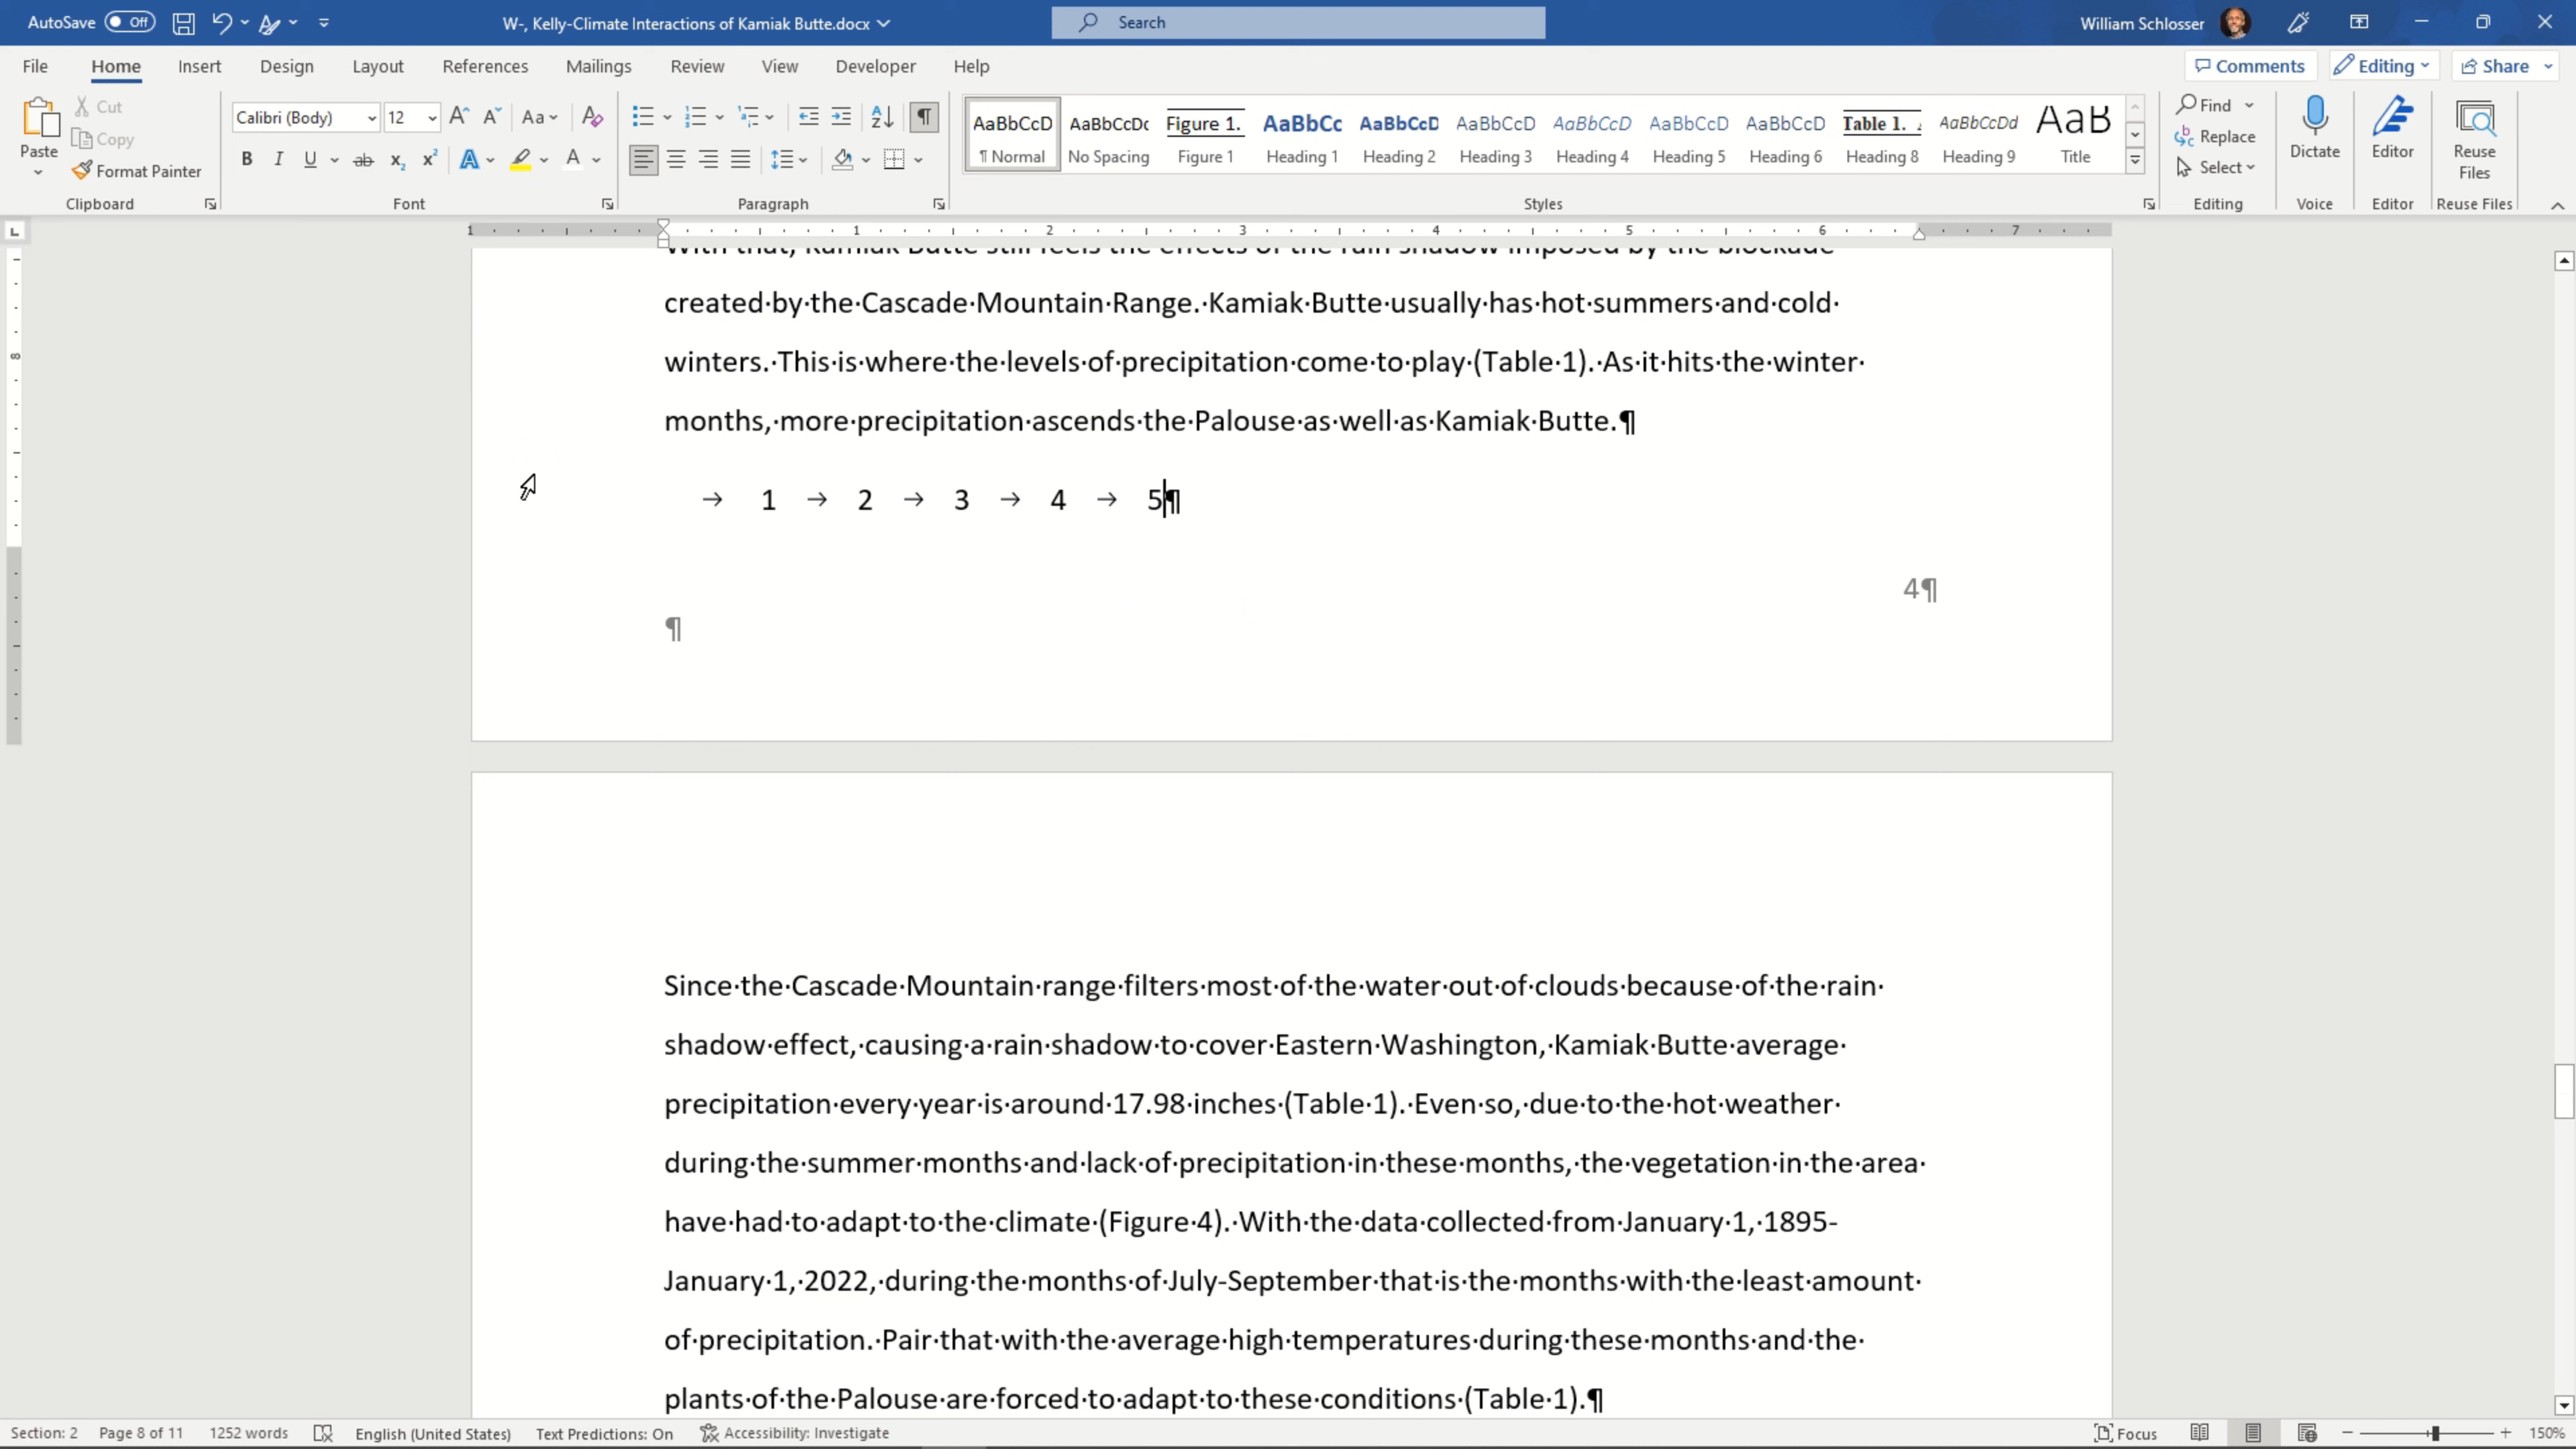 AutoSave Off W-, Kelly-Climate Interactions of Kamiak Butte.docx Search William Schlosser
File Home Insert Design Layout References Mailings Review View Developer Help Comments Editing Share
Paste Cut Copy Format Painter Clipboard
Calibri (Body) 12 Aa Font
Paragraph
AaBbCcD AaBbCcDc Figure 1. AaBbCc AaBbCcD AaBbCcD AaBbCcD AaBbCcD AaBbCcD Table 1. AaBbCcDd AaB
¶ Normal No Spacing Figure 1 Heading 1 Heading 2 Heading 3 Heading 4 Heading 5 Heading 6 Heading 8 Heading 9 Title
Styles
Find Replace Select Editing
Dictate Voice
Editor Editor
Reuse Files Reuse Files
1 1 2 3 4 5 6 7
8
With that, Kamiak Butte still feels the effects of the rain shadow imposed by the blockade
created·by·the·Cascade·Mountain·Range.·Kamiak·Butte·usually·has·hot·summers·and·cold·
winters.·This·is·where·the·levels·of·precipitation·come·to·play·(Table·1).·As·it·hits·the·winter·
months,·more·precipitation·ascends·the·Palouse·as·well·as·Kamiak·Butte.¶
→ 1 → 2 → 3 → 4 → 5¶
4¶
¶
Since·the·Cascade·Mountain·range·filters·most·of·the·water·out·of·clouds·because·of·the·rain·
shadow·effect,·causing·a·rain·shadow·to·cover·Eastern·Washington,·Kamiak·Butte·average·
precipitation·every·year·is·around·17.98·inches·(Table·1).·Even·so,·due·to·the·hot·weather·
during·the·summer·months·and·lack·of·precipitation·in·these·months,·the·vegetation·in·the·area·
have·had·to·adapt·to·the·climate·(Figure·4).·With·the·data·collected·from·January·1,·1895-
January·1,·2022,·during·the·months·of·July-September·that·is·the·months·with·the·least·amount·
of·precipitation.·Pair·that·with·the·average·high·temperatures·during·these·months·and·the·
plants·of·the·Palouse·are·forced·to·adapt·to·these·conditions·(Table·1).¶
Section: 2 Page 8 of 11 1252 words English (United States) Text Predictions: On Accessibility: Investigate Focus 150%